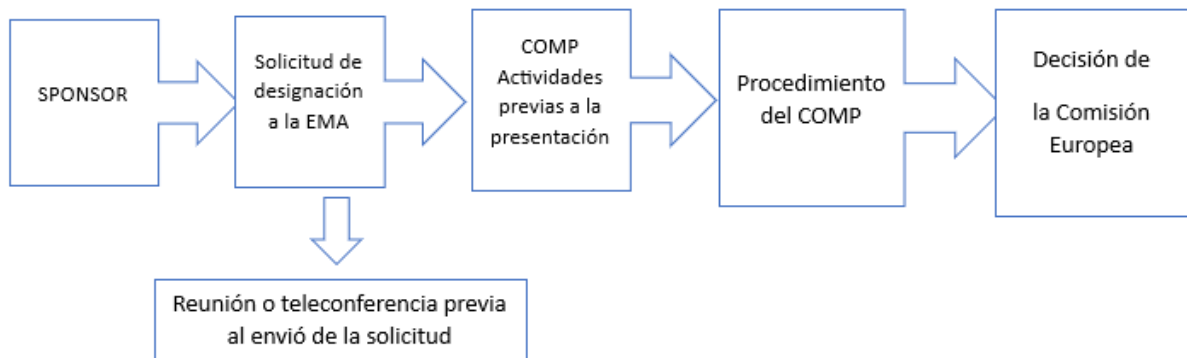 SPONSOR
Solicitud de
designación
a la EMA
COMP
Actividades
previas a la
presentación
Procedimiento
del COMP
Decisión de
la Comisión
Europea
Reunión o teleconferencia previa
al envió de la solicitud